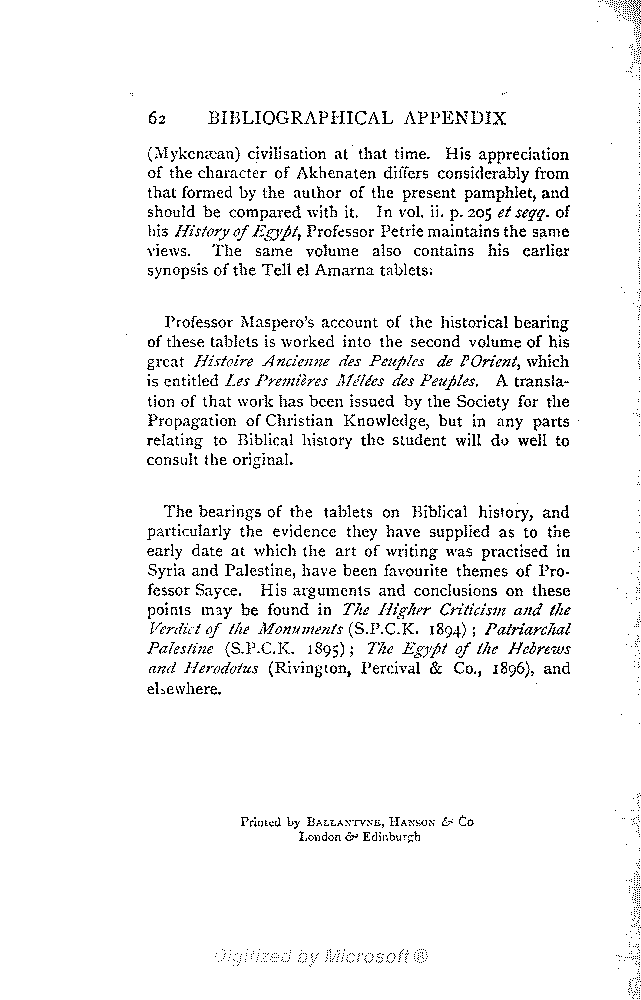 62 BIBLIOGRAPHICAL APPENDIX
(Mykenæan) civilisation at that time. His appreciation
of the character of Akhenaten differs considerably from
that formed by the author of the present pamphlet, and
should be compared with it. In vol. ii. p. 205 et seqq. of
his History of Egypt, Professor Petrie maintains the same
views. The same volume also contains his earlier
synopsis of the Tell el Amarna tablets.
Professor Maspero's account of the historical bearing
of these tablets is worked into the second volume of his
great Histoire Ancienne des Peuples de l'Orient, which
is entitled Les Premières Mêlées des Peuples. A transla-
tion of that work has been issued by the Society for the
Propagation of Christian Knowledge, but in any parts
relating to Biblical history the student will do well to
consult the original.
The bearings of the tablets on Biblical history, and
particularly the evidence they have supplied as to the
early date at which the art of writing was practised in
Syria and Palestine, have been favourite themes of Pro-
fessor Sayce. His arguments and conclusions on these
points may be found in The Higher Criticism and the
Verdict of the Monuments (S.P.C.K. 1894); Patriarchal
Palestine (S.P.C.K. 1895); The Egypt of the Hebrews
and Herodotus (Rivington, Percival & Co., 1896), and
elsewhere.
Printed by BALLANTYNE, HANSON & Co
London & Edinburgh
Digitized by Microsoft ®